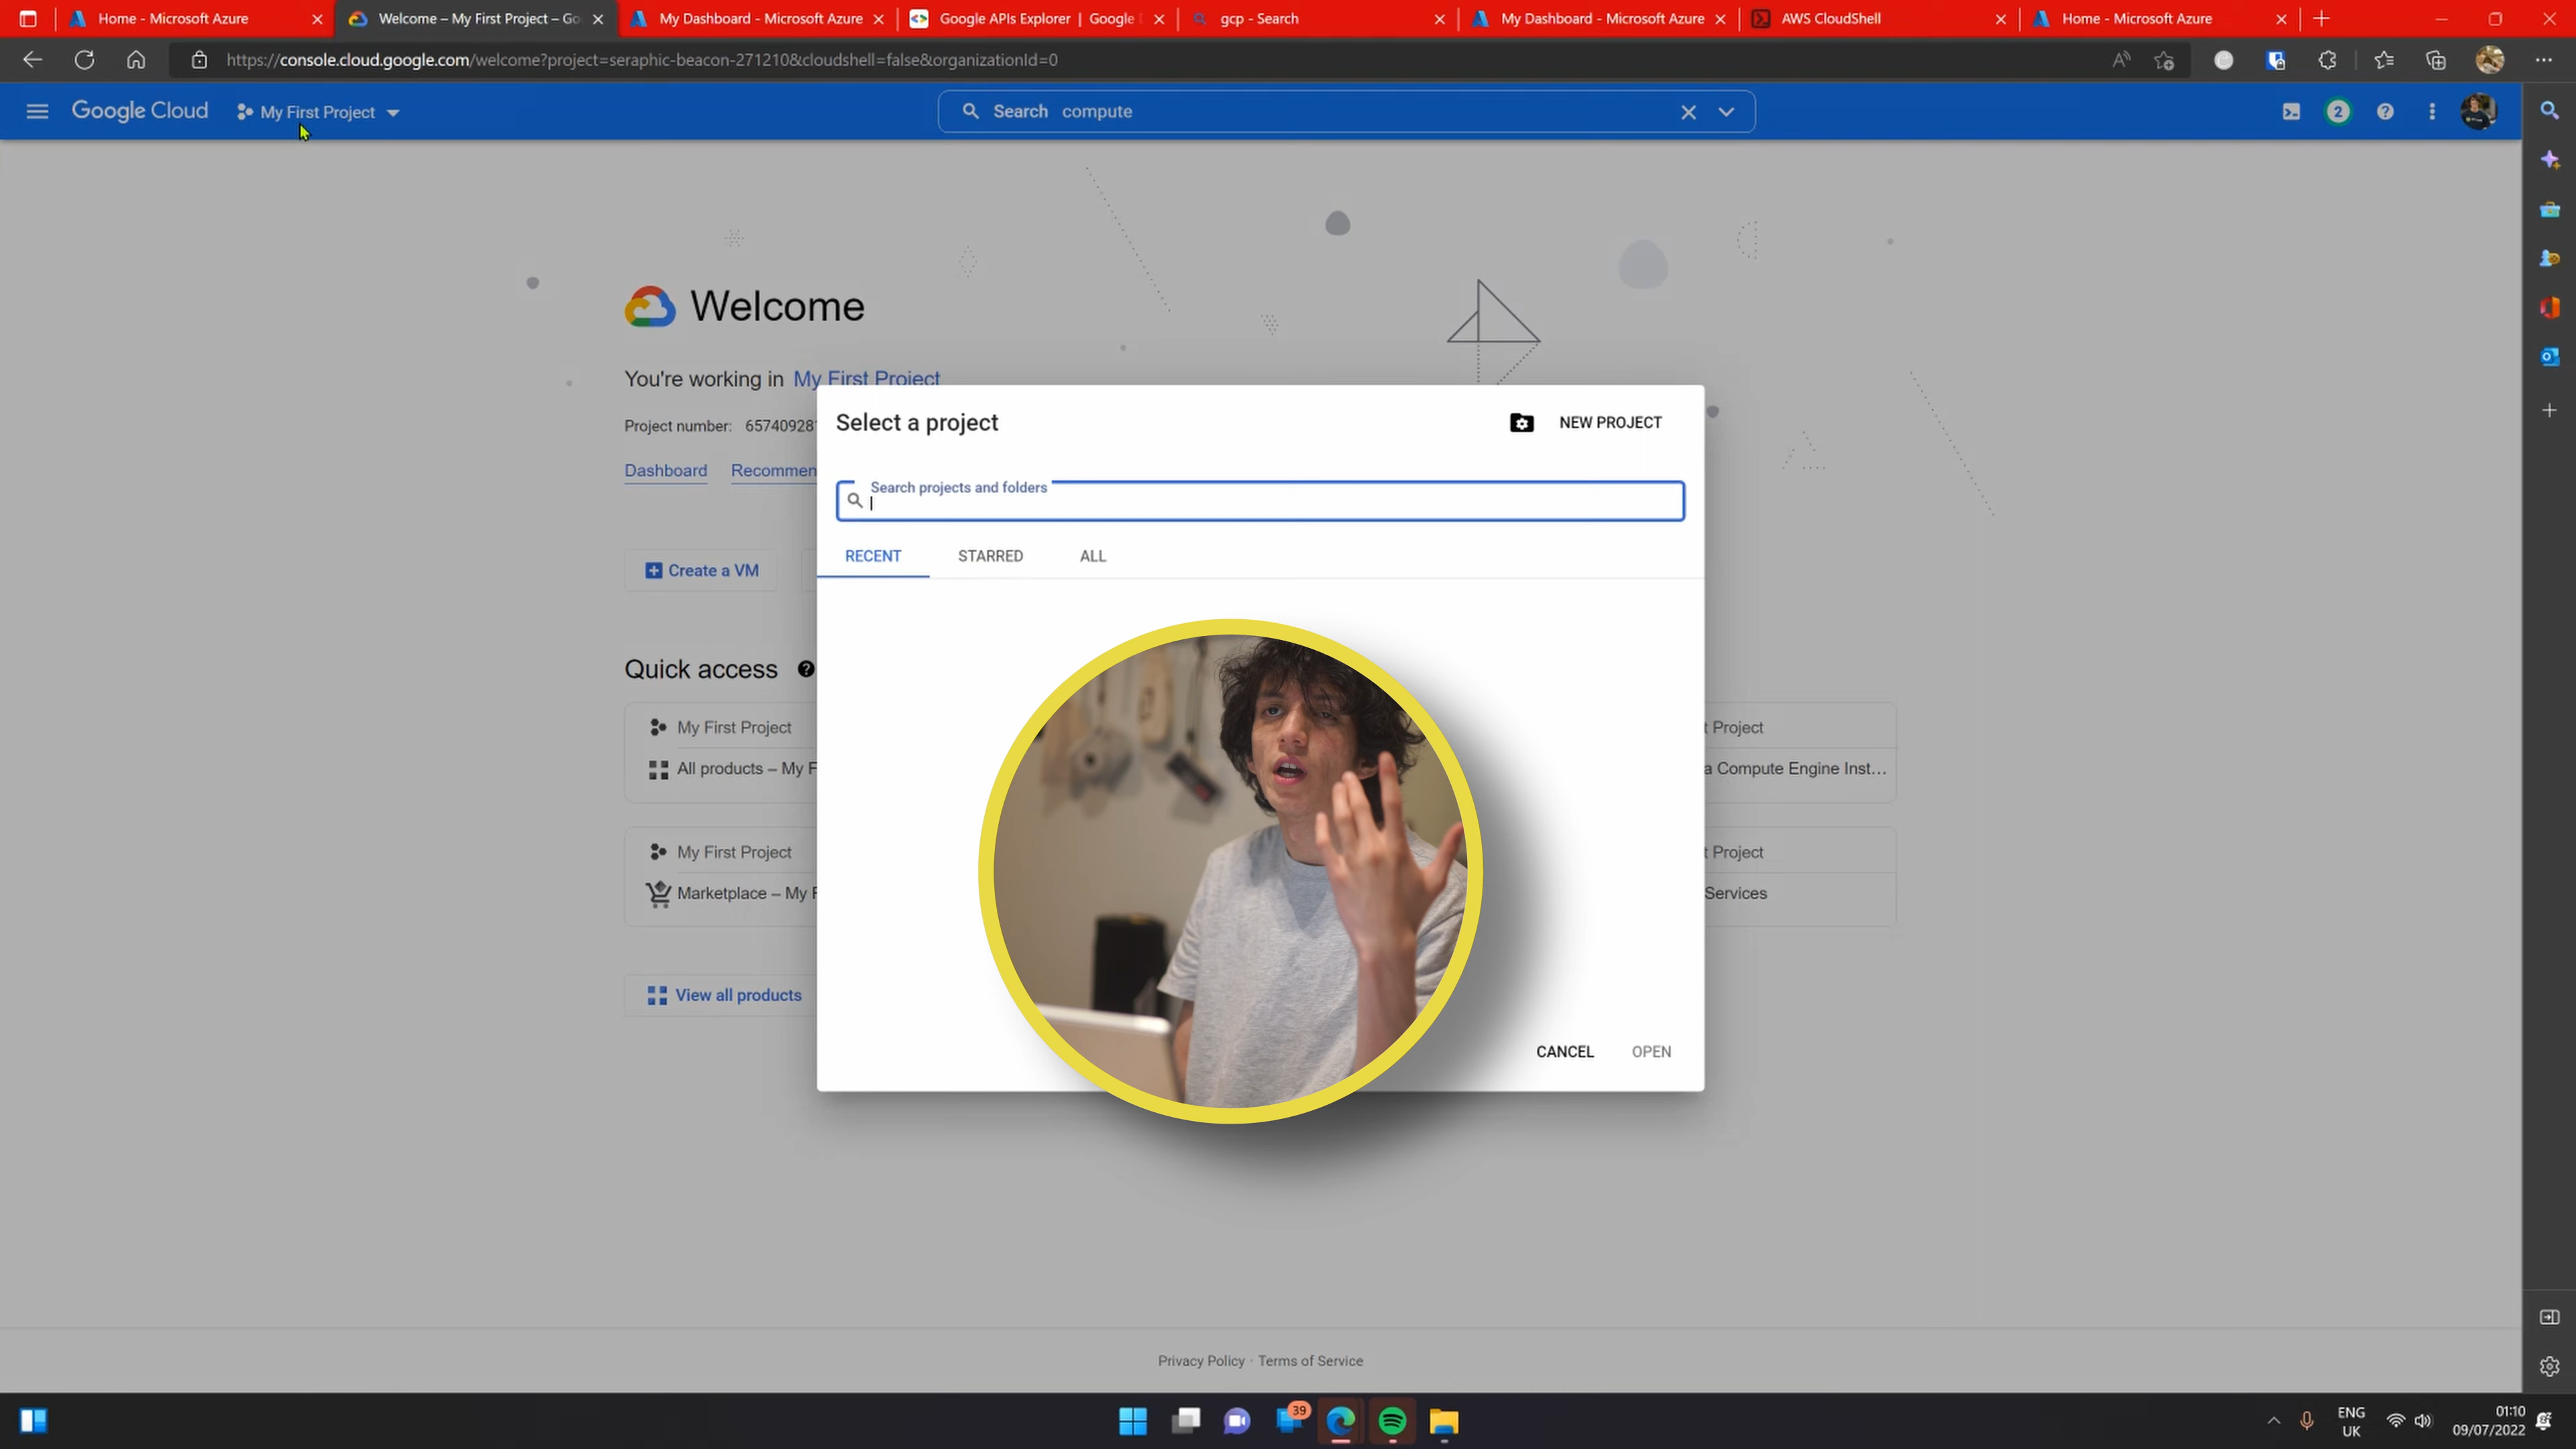 Home - Microsoft Azure
Welcome – My First Project – Go
My Dashboard - Microsoft Azure
Google APIs Explorer | Google
gcp - Search
My Dashboard - Microsoft Azure
AWS CloudShell
Home - Microsoft Azure
https://console.cloud.google.com/welcome?project=seraphic-beacon-271210&cloudshell=false&organizationId=0
Google Cloud
My First Project
Search compute
2
Welcome
You're working in My First Project
Project number: 65740928
Dashboard
Recommen
Select a project
NEW PROJECT
Search projects and folders
RECENT
STARRED
ALL
Create a VM
Quick access
My First Project
All products – My F
t Project
a Compute Engine Inst...
My First Project
Marketplace – My F
t Project
Services
View all products
CANCEL
OPEN
Privacy Policy · Terms of Service
39
ENG
UK
01:10
09/07/2022